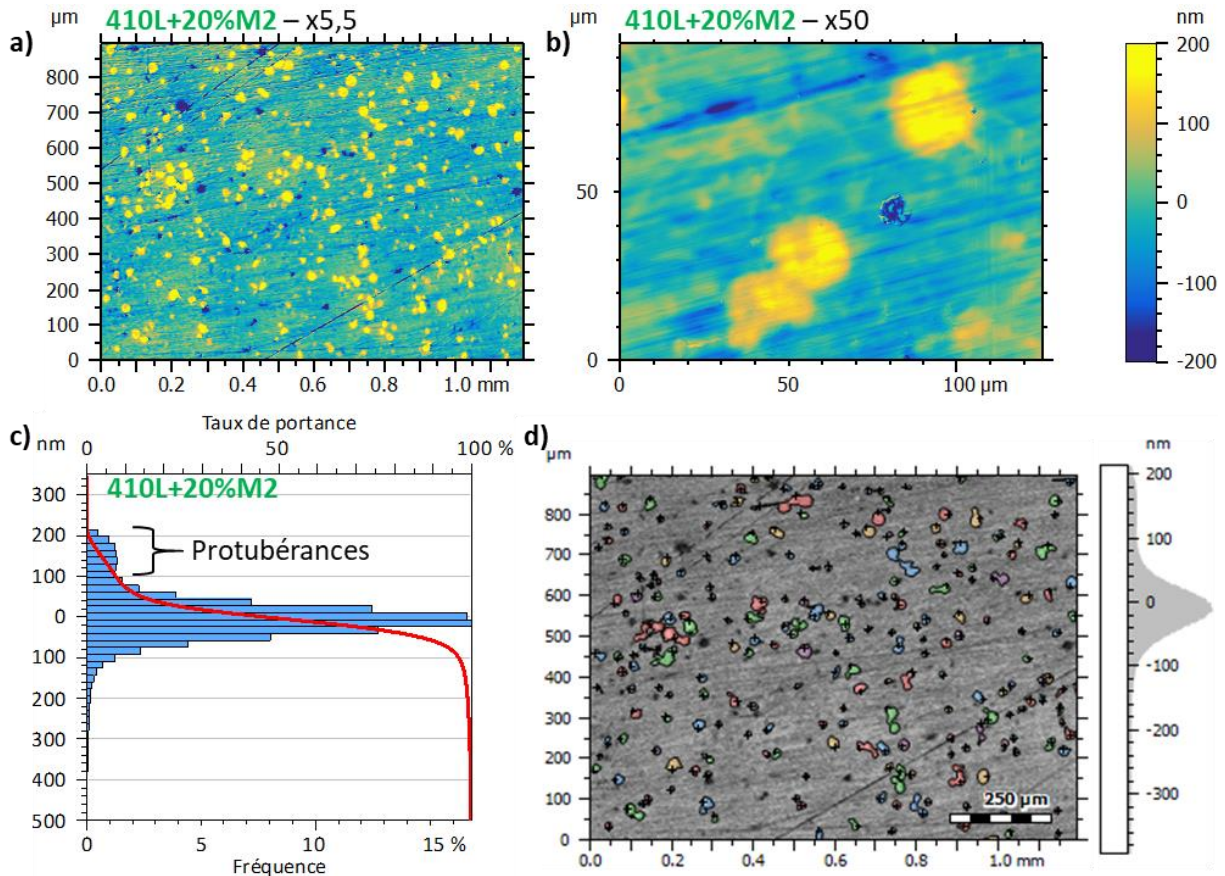 a)
µm
410L+20%M2 – x5,5
800
700
600
500
400
300
200
100
0
0.0 0.2 0.4 0.6 0.8 1.0 mm
b)
µm
410L+20%M2 – x50
50
0
0 50 100 µm
nm
200
100
0
-100
-200
c)
Taux de portance
nm 0 50 100 %
410L+20%M2
Protubérances
300
200
100
0
100
200
300
400
500
0 5 10 15 %
Fréquence
d)
µm
800
700
600
500
400
300
200
100
0
250 µm
0.0 0.2 0.4 0.6 0.8 1.0 mm
nm
200
100
0
-100
-200
-300